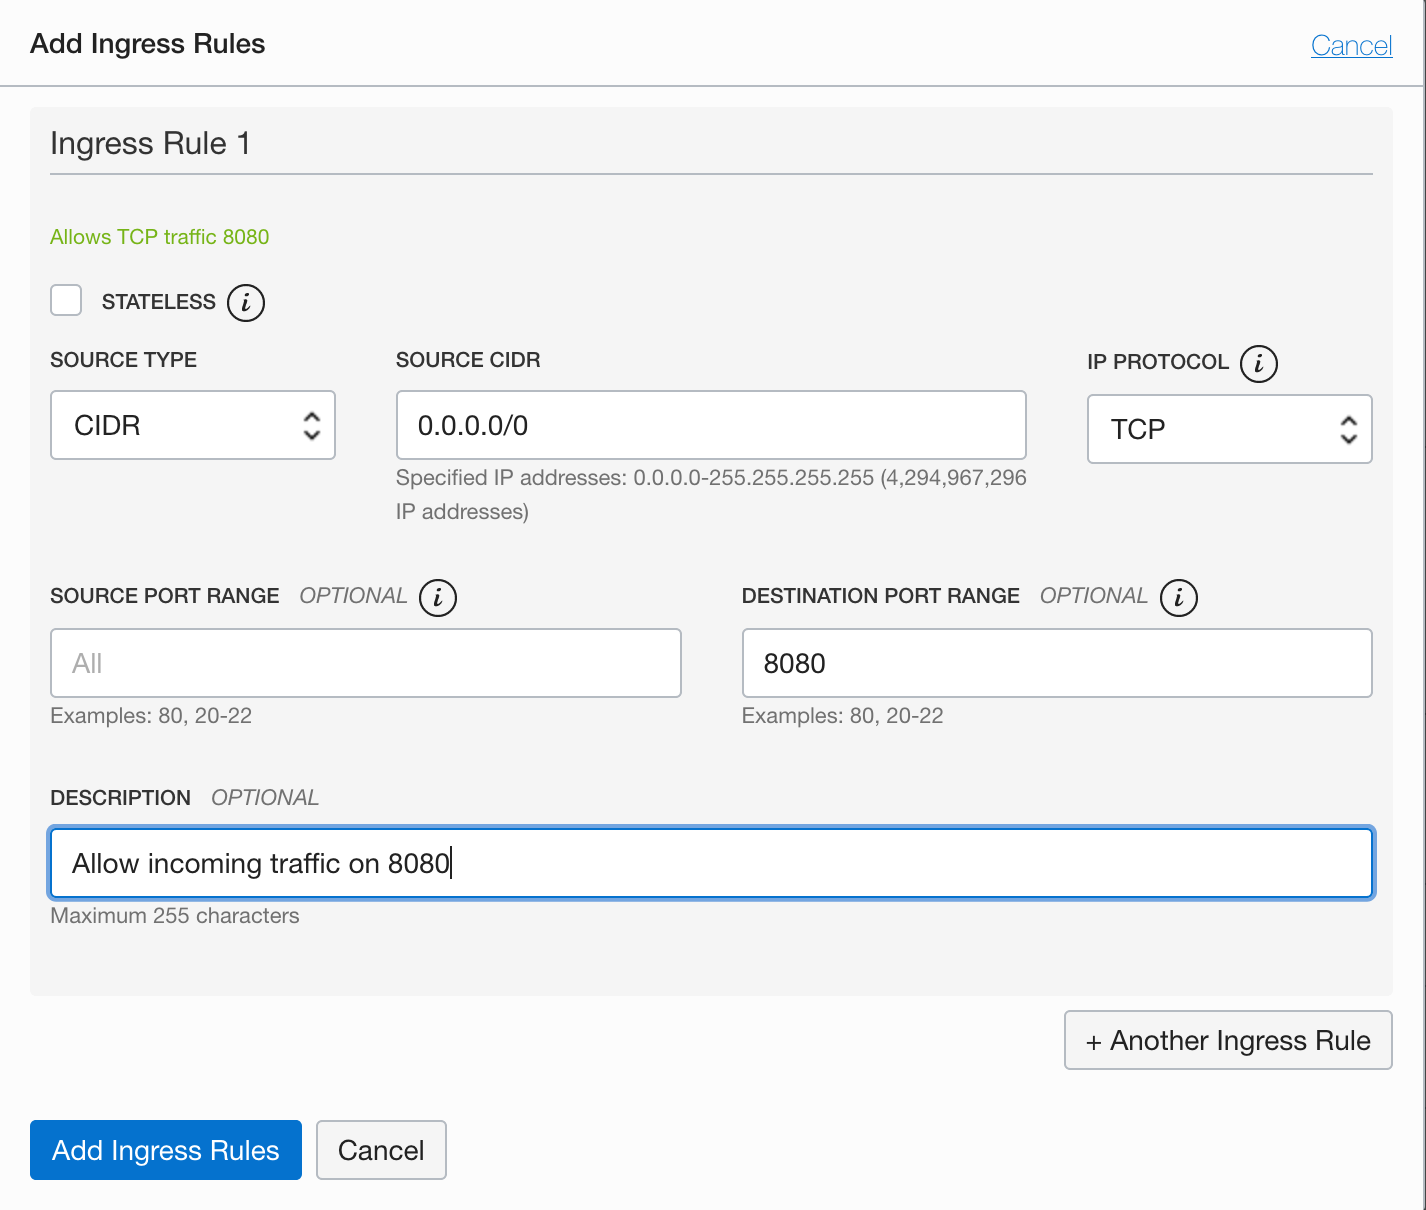 Add Ingress Rules
Cancel
Ingress Rule 1
Allows TCP traffic 8080
STATELESS i
SOURCE TYPE
SOURCE CIDR
IP PROTOCOL i
CIDR
0.0.0.0/0
TCP
Specified IP addresses: 0.0.0.0-255.255.255.255 (4,294,967,296
IP addresses)
SOURCE PORT RANGE OPTIONAL i
DESTINATION PORT RANGE OPTIONAL i
All
8080
Examples: 80, 20-22
Examples: 80, 20-22
DESCRIPTION OPTIONAL
Allow incoming traffic on 8080
Maximum 255 characters
+ Another Ingress Rule
Add Ingress Rules
Cancel